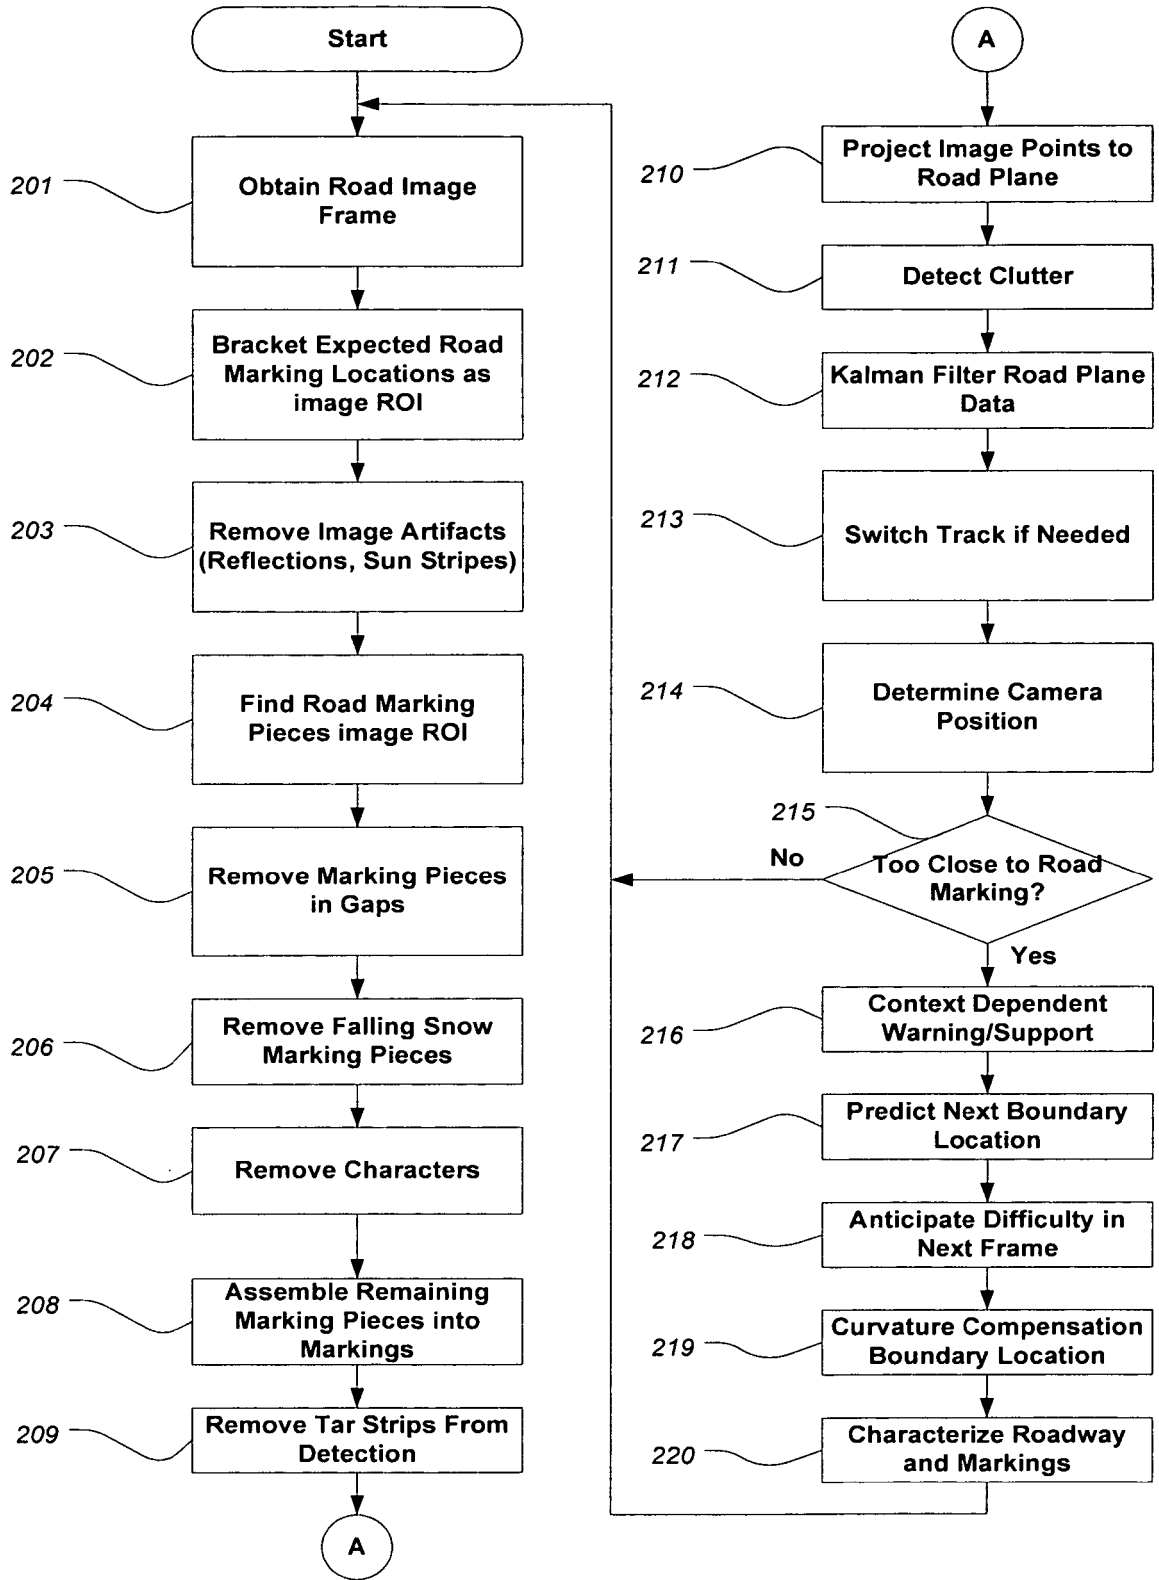 Start
201
Obtain Road Image
Frame
202
Bracket Expected Road
Marking Locations as
image ROI
203
Remove Image Artifacts
(Reflections, Sun Stripes)
204
Find Road Marking
Pieces image ROI
205
Remove Marking Pieces
in Gaps
206
Remove Falling Snow
Marking Pieces
207
Remove Characters
208
Assemble Remaining
Marking Pieces into
Markings
209
Remove Tar Strips From
Detection
A
A
210
Project Image Points to
Road Plane
211
Detect Clutter
212
Kalman Filter Road Plane
Data
213
Switch Track if Needed
214
Determine Camera
Position
215
No
Too Close to Road
Marking?
Yes
216
Context Dependent
Warning/Support
217
Predict Next Boundary
Location
218
Anticipate Difficulty in
Next Frame
219
Curvature Compensation
Boundary Location
220
Characterize Roadway
and Markings